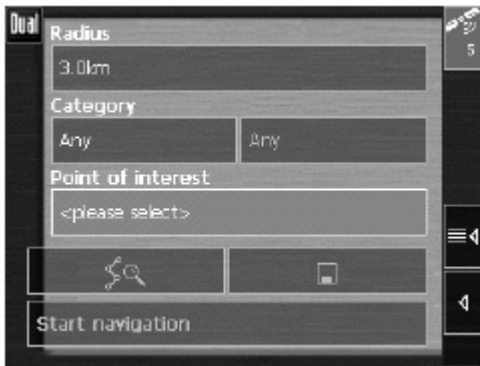 Dual
Radius
3.0km
5
Category
Any Any
Point of interest
<please select>
Start navigation